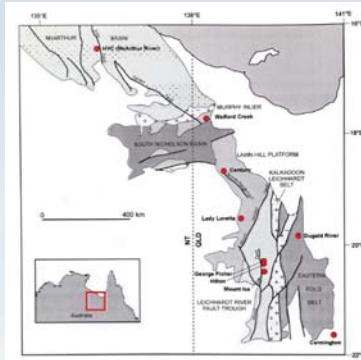 135°E
138°E
141°E
16°S
McARTHUR
BASIN
HYC (McArthur River)
MURPHY INLIER
Walford Creek
18°S
SOUTH NICHOLSON BASIN
LAWN HILL PLATFORM
Century
KALKADOON
LEICHHARDT
BELT
0
400 km
Lady Loretta
NT
QLD
Dugald River
20°S
George Fisher
Hilton
Mount Isa
EASTERN
FOLD
BELT
LEICHHARDT RIVER
FAULT TROUGH
Australia
Cannington
22°S